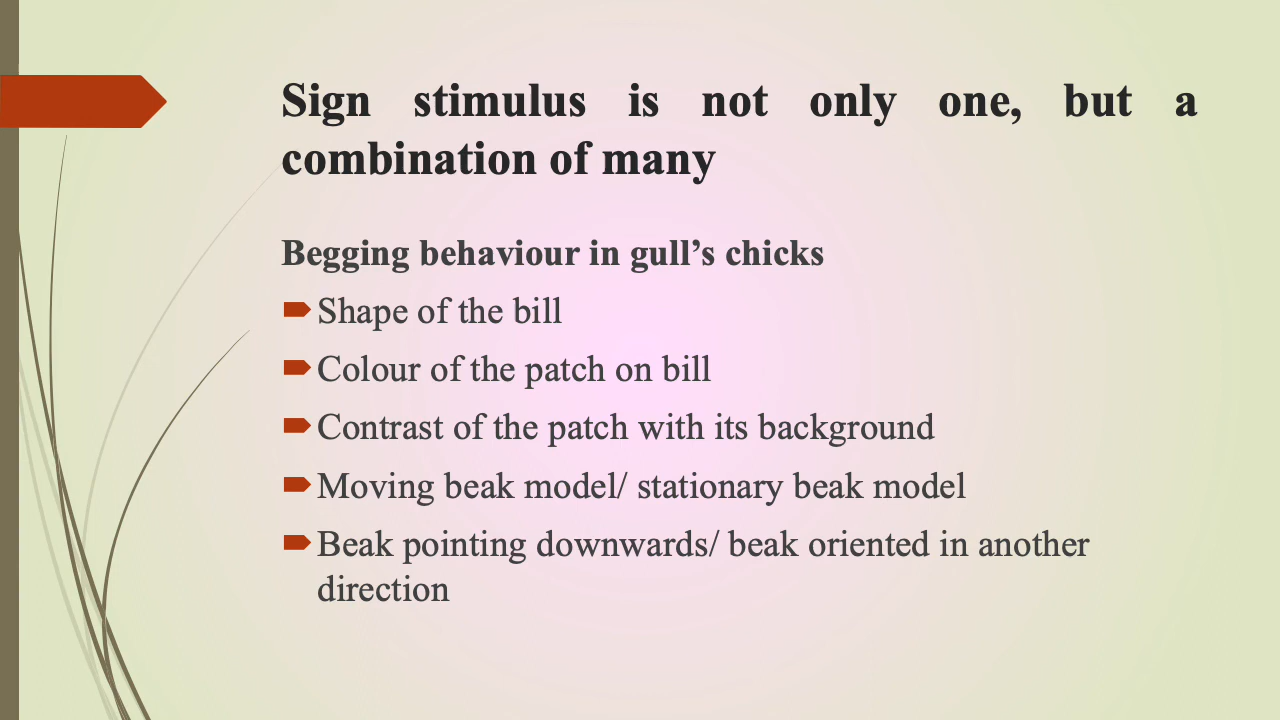 Sign stimulus is not only one, but a
combination of many
Begging behaviour in gull’s chicks
Shape of the bill
Colour of the patch on bill
Contrast of the patch with its background
Moving beak model/ stationary beak model
Beak pointing downwards/ beak oriented in another
direction